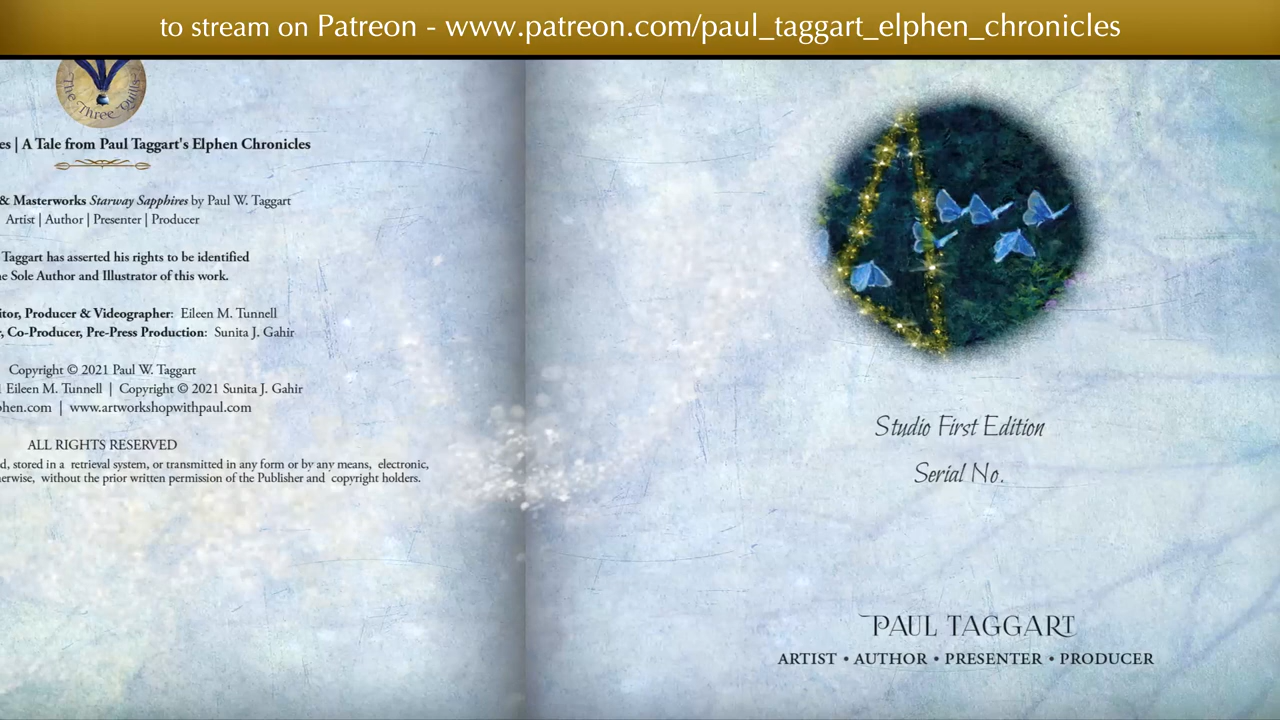 to stream on Patreon - www.patreon.com/paul_taggart_elphen_chronicles
The Three Quills
| A Tale from Paul Taggart's Elphen Chronicles
& Masterworks Starway Sapphires by Paul W. Taggart
Artist | Author | Presenter | Producer
Taggart has asserted his rights to be identified
Sole Author and Illustrator of this work.
Producer & Videographer: Eileen M. Tunnell
Co-Producer, Pre-Press Production: Sunita J. Gahir
Copyright © 2021 Paul W. Taggart
Eileen M. Tunnell | Copyright © 2021 Sunita J. Gahir
phen.com | www.artworkshopwithpaul.com
ALL RIGHTS RESERVED
d, stored in a retrieval system, or transmitted in any form or by any means, electronic,
erwise, without the prior written permission of the Publisher and copyright holders.
Studio First Edition
Serial No.
PAUL TAGGART
ARTIST • AUTHOR • PRESENTER • PRODUCER